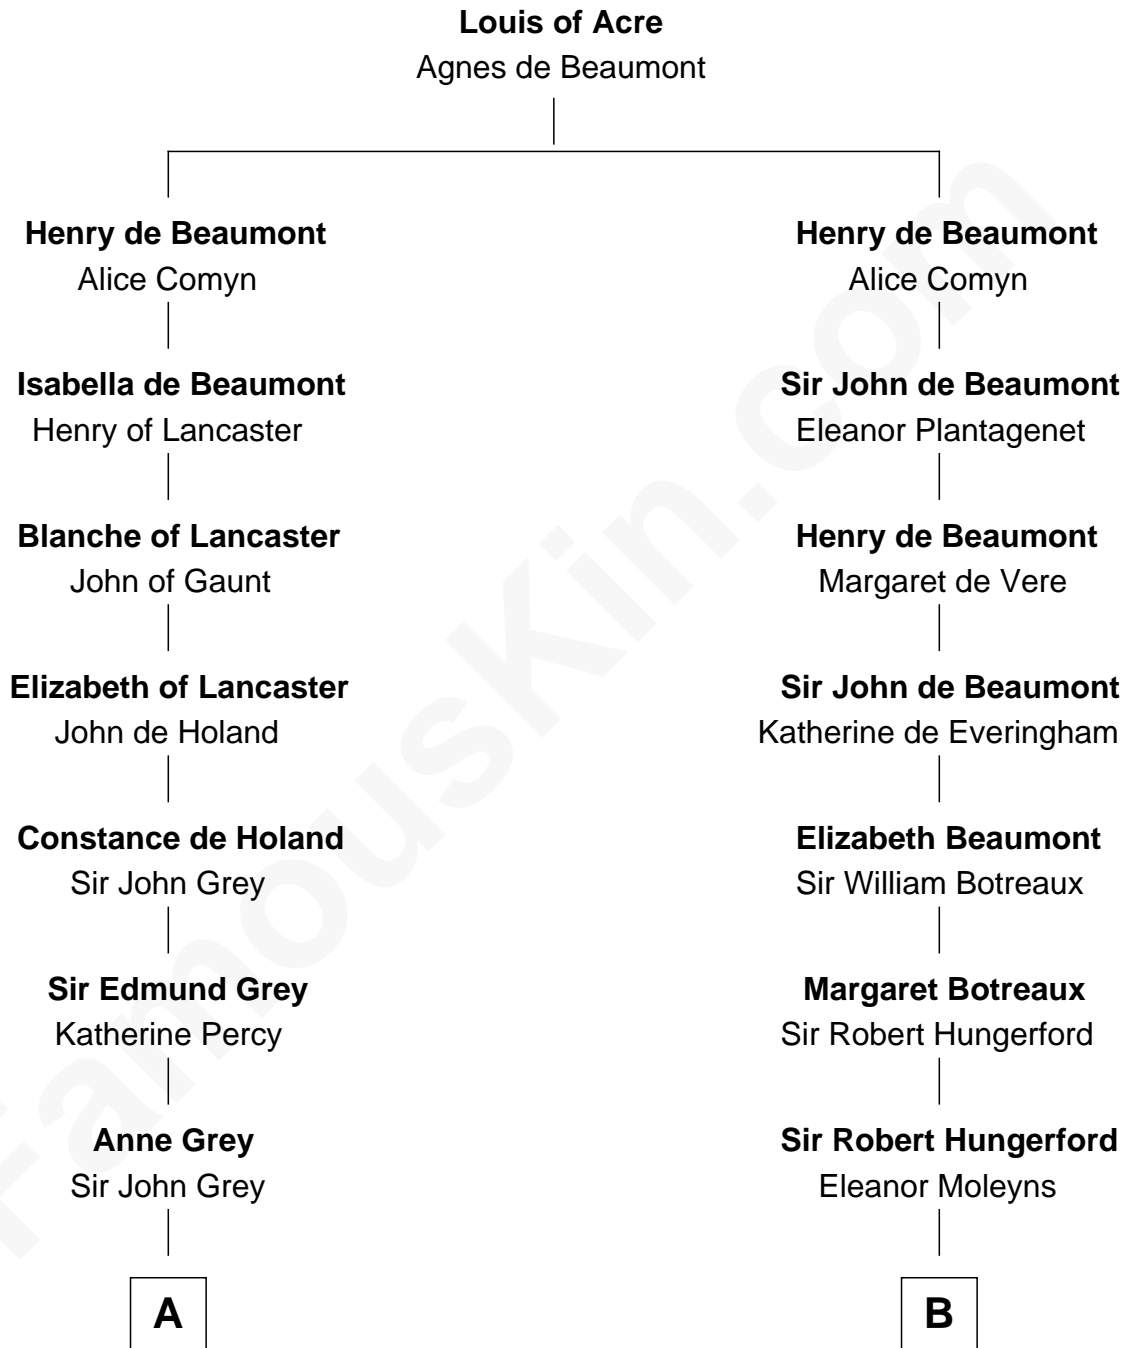 Louis of Acre
Agnes de Beaumont
Henry de Beaumont
Alice Comyn
Henry de Beaumont
Alice Comyn
Isabella de Beaumont
Henry of Lancaster
Sir John de Beaumont
Eleanor Plantagenet
Blanche of Lancaster
John of Gaunt
Henry de Beaumont
Margaret de Vere
Elizabeth of Lancaster
John de Holand
Sir John de Beaumont
Katherine de Everingham
Constance de Holand
Sir John Grey
Elizabeth Beaumont
Sir William Botreaux
Sir Edmund Grey
Katherine Percy
Margaret Botreaux
Sir Robert Hungerford
Anne Grey
Sir John Grey
Sir Robert Hungerford
Eleanor Moleyns
A
B
FamousKin.com